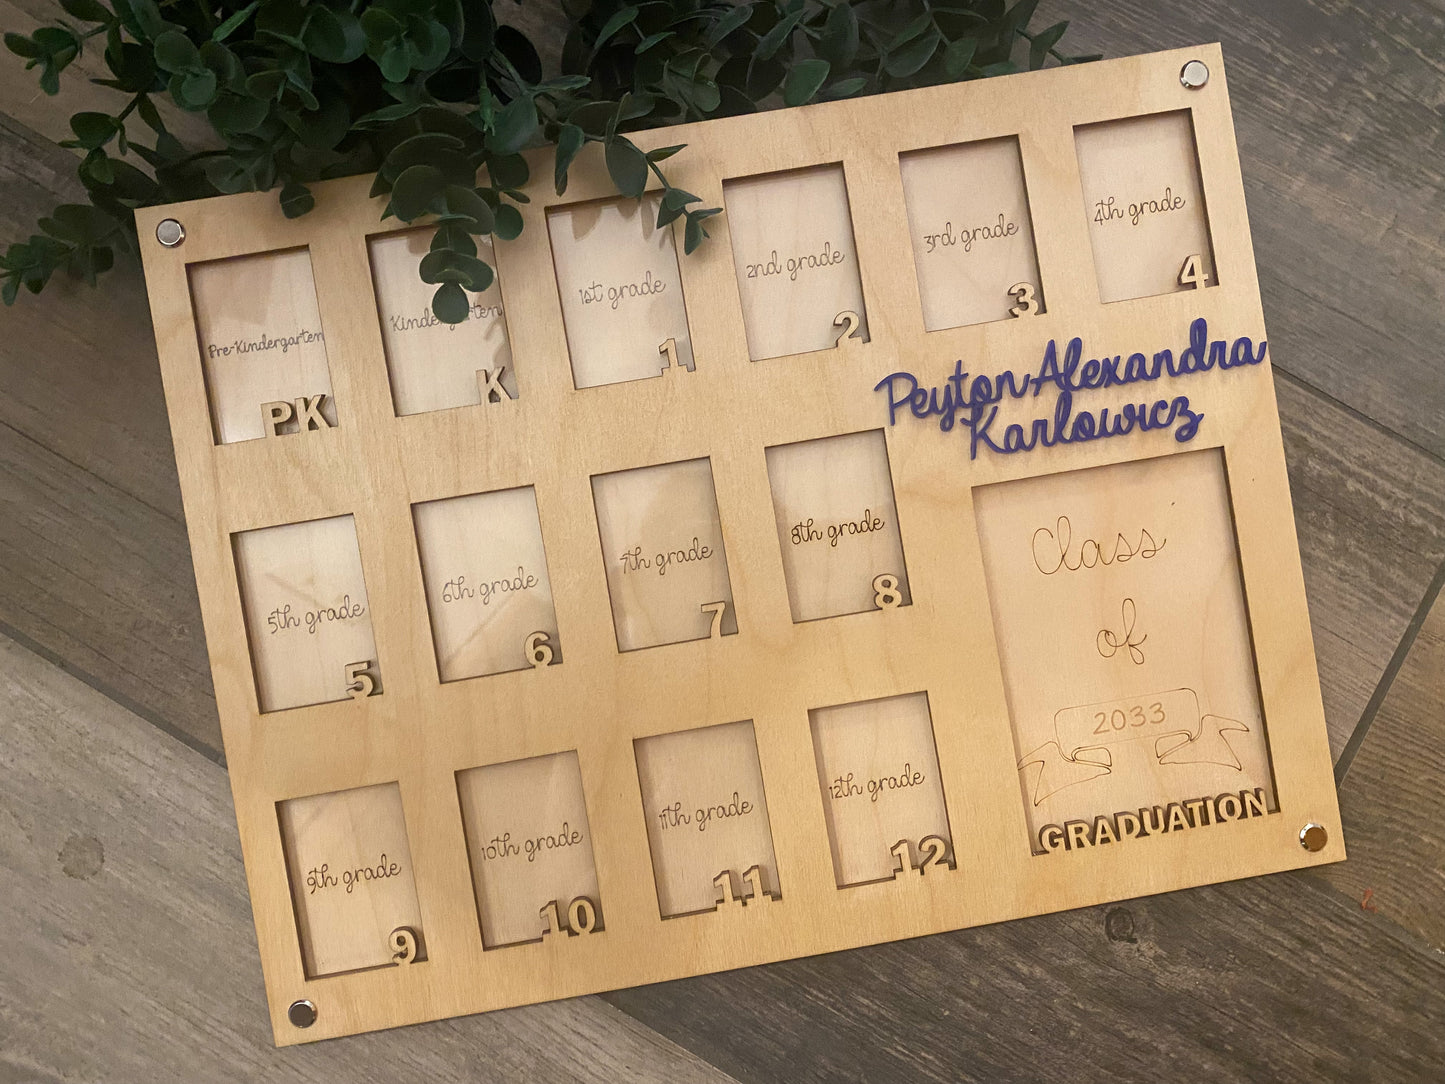 Pre-Kindergarten
PK
Kindergarten
K
1st grade
1
2nd grade
2
3rd grade
3
4th grade
4
Peyton Alexandra
Karlowicz
5th grade
5
6th grade
6
7th grade
7
8th grade
8
9th grade
9
10th grade
10
11th grade
11
12th grade
12
Class
of
2033
GRADUATION